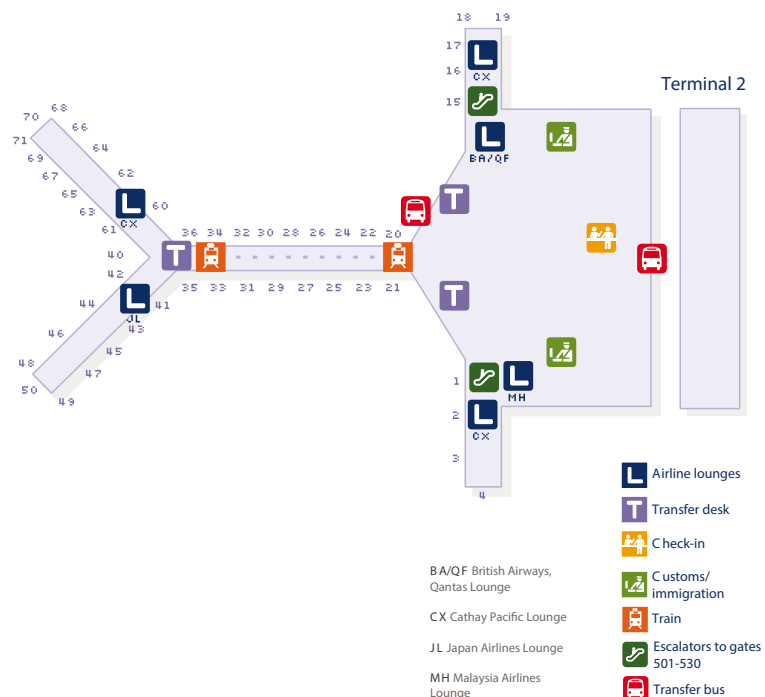 18 19
17
CX
16
15
Terminal 2
BA/QF
70 68
66
71
64
69
62
67
65
60
63
CX
61
36 34 32 30 28 26 24 22 20
40
42
35 33 31 29 27 25 23 21
44
41
JL
43
46
45
48
47
50
49
1
MH
2
CX
3
4
L Airline lounges
T Transfer desk
Check-in
Customs/
immigration
Train
Escalators to gates
501-530
Transfer bus
BA/QF British Airways,
Qantas Lounge
CX Cathay Pacific Lounge
JL Japan Airlines Lounge
MH Malaysia Airlines
Lounge